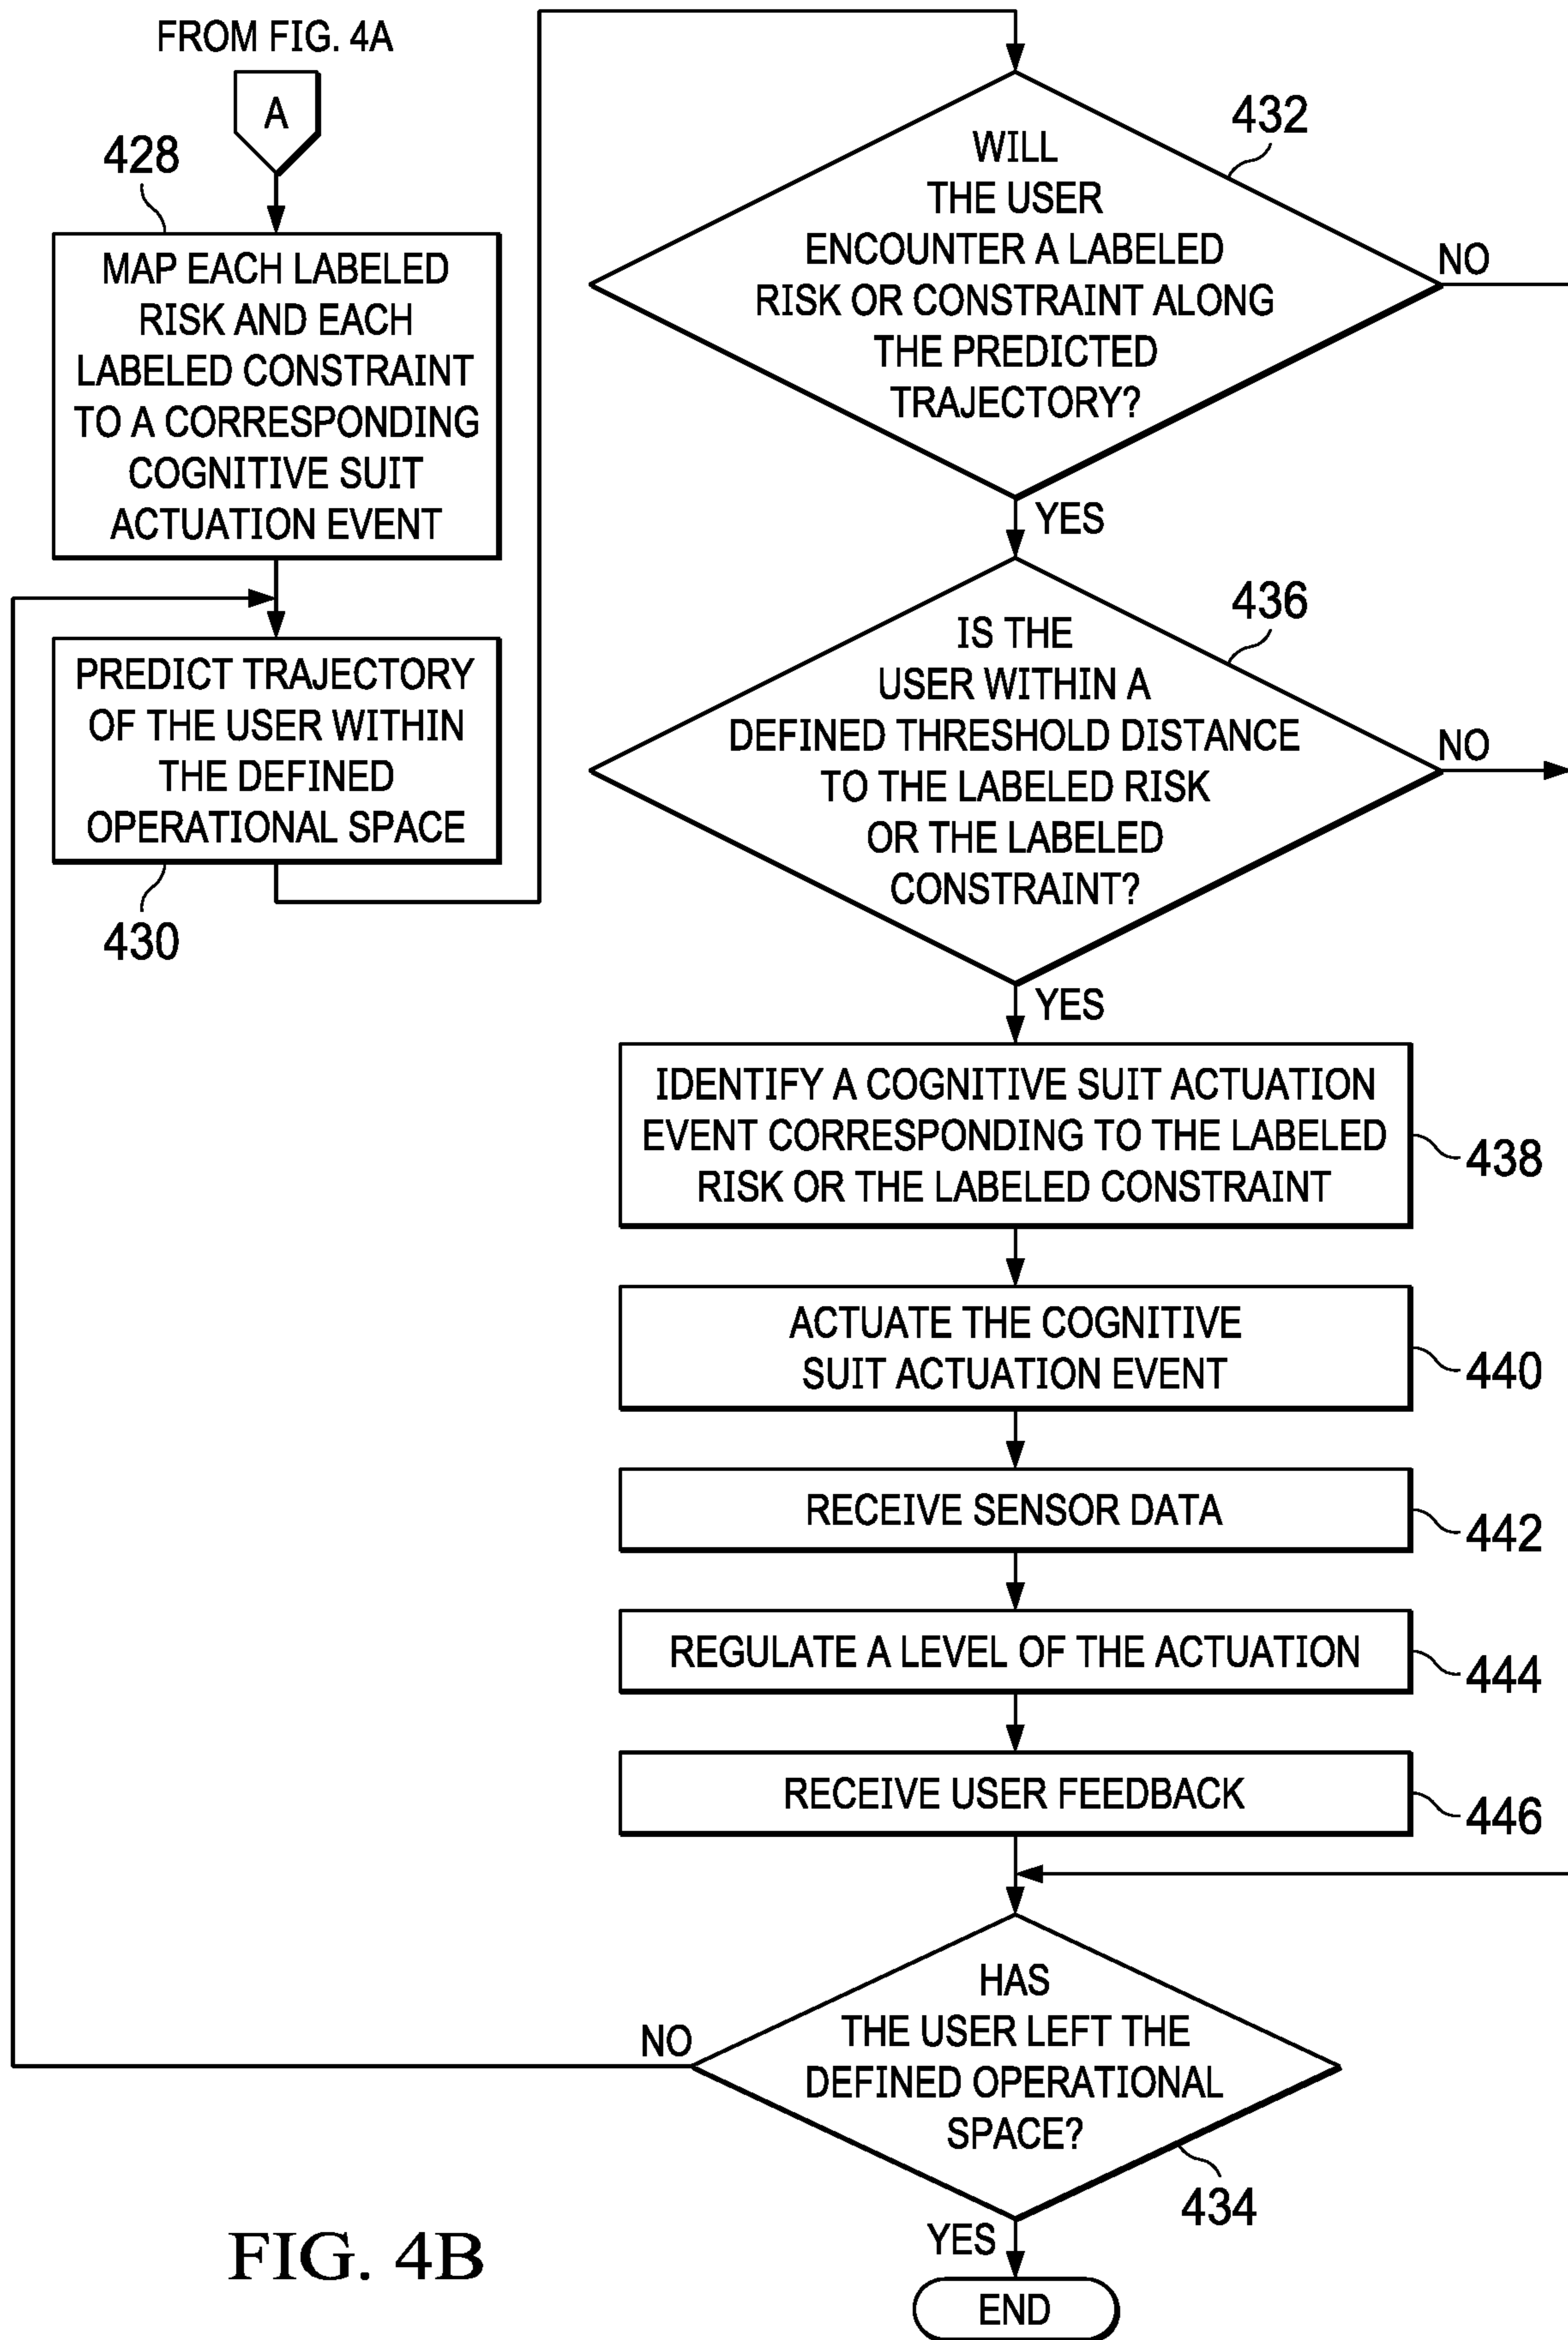 FROM FIG. 4A
A
428
MAP EACH LABELED
RISK AND EACH
LABELED CONSTRAINT
TO A CORRESPONDING
COGNITIVE SUIT
ACTUATION EVENT
PREDICT TRAJECTORY
OF THE USER WITHIN
THE DEFINED
OPERATIONAL SPACE
430
432
WILL
THE USER
ENCOUNTER A LABELED
RISK OR CONSTRAINT ALONG
THE PREDICTED
TRAJECTORY?
NO
YES
436
IS THE
USER WITHIN A
DEFINED THRESHOLD DISTANCE
TO THE LABELED RISK
OR THE LABELED
CONSTRAINT?
NO
YES
IDENTIFY A COGNITIVE SUIT ACTUATION
EVENT CORRESPONDING TO THE LABELED
RISK OR THE LABELED CONSTRAINT
438
ACTUATE THE COGNITIVE
SUIT ACTUATION EVENT
440
RECEIVE SENSOR DATA
442
REGULATE A LEVEL OF THE ACTUATION
444
RECEIVE USER FEEDBACK
446
HAS
THE USER LEFT THE
DEFINED OPERATIONAL
SPACE?
NO
434
YES
END
FIG. 4B